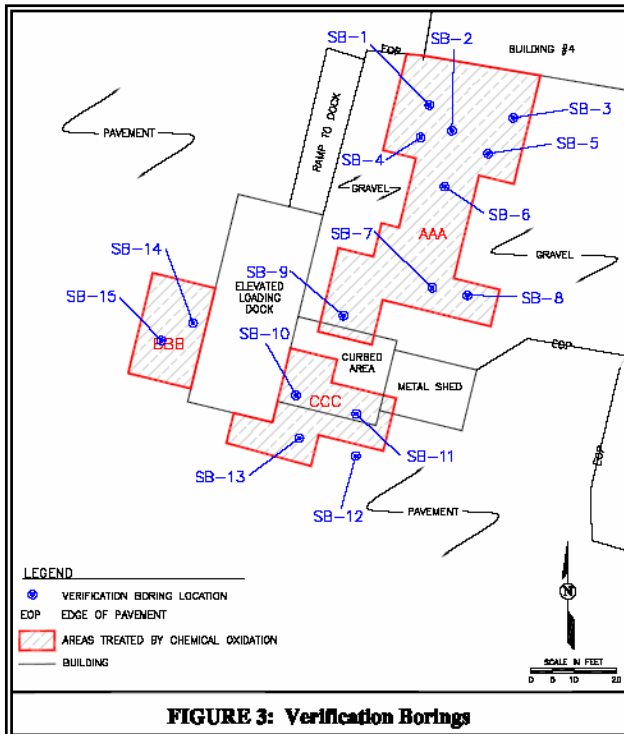 SB-1
SB-2
EOP
BUILDING #4
SB-3
PAVEMENT
RAMP TO DOCK
SB-4
SB-5
GRAVEL
SB-6
AAA
SB-7
GRAVEL
SB-14
SB-9
ELEVATED
LOADING
DOCK
SB-8
SB-15
SB-10
BBB
CURBED
AREA
EOP
METAL SHED
CCC
SB-11
EOP
SB-13
SB-12
PAVEMENT
LEGEND
VERIFICATION BORING LOCATION
EOP EDGE OF PAVEMENT
AREAS TREATED BY CHEMICAL OXIDATION
BUILDING
N
SCALE IN FEET
0 5 10 20
FIGURE 3: Verification Borings